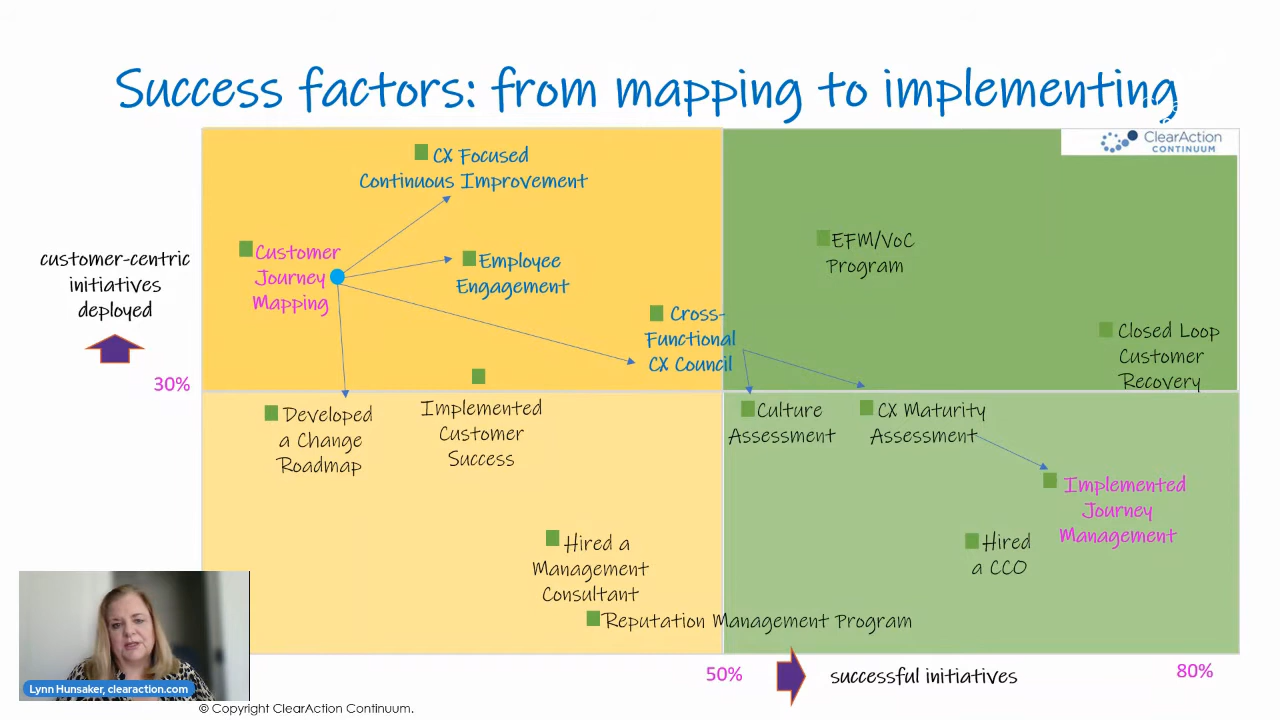 Success factors: from mapping to implementing
ClearAction
CONTINUUM
CX Focused
Continuous Improvement
Customer
Journey
Mapping
Employee
Engagement
EFM/VoC
Program
customer-centric
initiatives
deployed
Cross-
Functional
CX Council
Closed Loop
Customer
Recovery
30%
Developed
a Change
Roadmap
Implemented
Customer
Success
Culture
Assessment
CX Maturity
Assessment
Implemented
Journey
Management
Hired a
Management
Consultant
Hired
a CCO
Reputation Management Program
50%
successful initiatives
80%
Lynn Hunsaker, clearaction.com
© Copyright ClearAction Continuum.